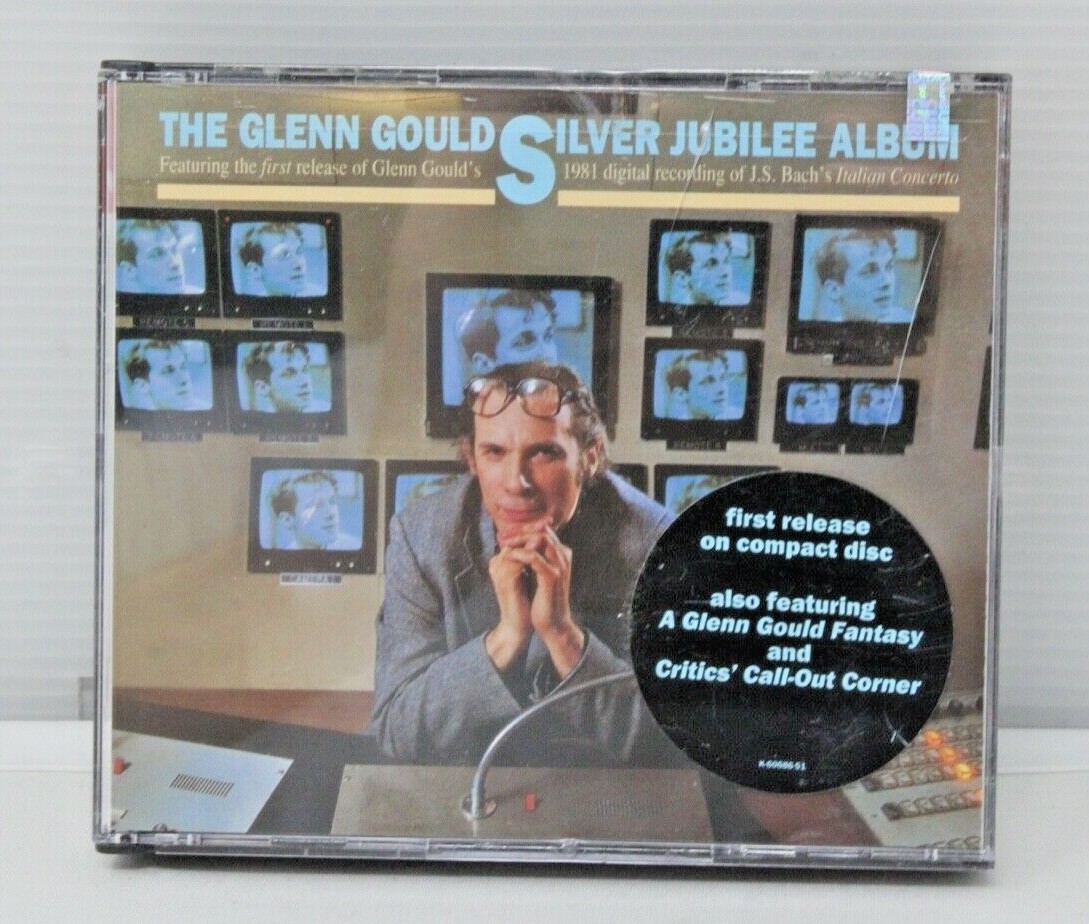 THE GLENN GOULD SILVER JUBILEE ALBUM
Featuring the first release of Glenn Gould's 1981 digital recording of J.S. Bach's Italian Concerto
first release
on compact disc
also featuring
A Glenn Gould Fantasy
and
Critics' Call-Out Corner